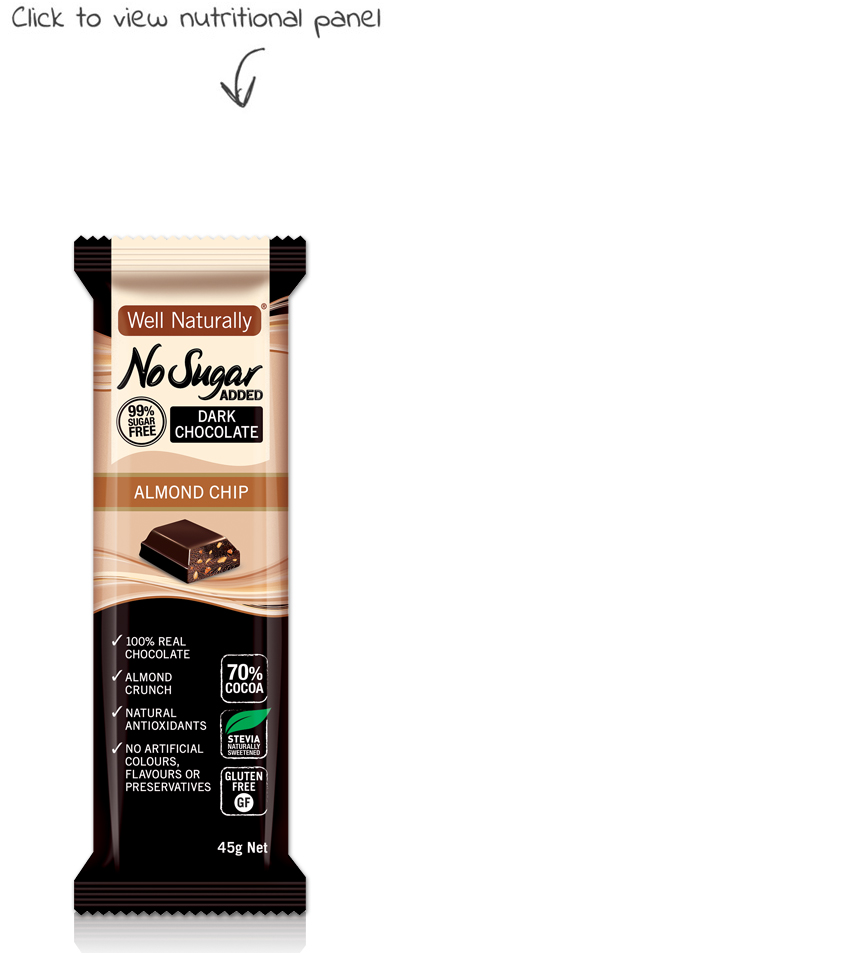 Click to view nutritional panel
Well Naturally®
No Sugar
ADDED
99%
SUGAR
FREE
DARK
CHOCOLATE
ALMOND CHIP
✓ 100% REAL
CHOCOLATE
✓ ALMOND
CRUNCH
✓ NATURAL
ANTIOXIDANTS
✓ NO ARTIFICIAL
COLOURS,
FLAVOURS OR
PRESERVATIVES
70%
COCOA
STEVIA
NATURALLY
SWEETENED
GLUTEN
FREE
GF
45g Net